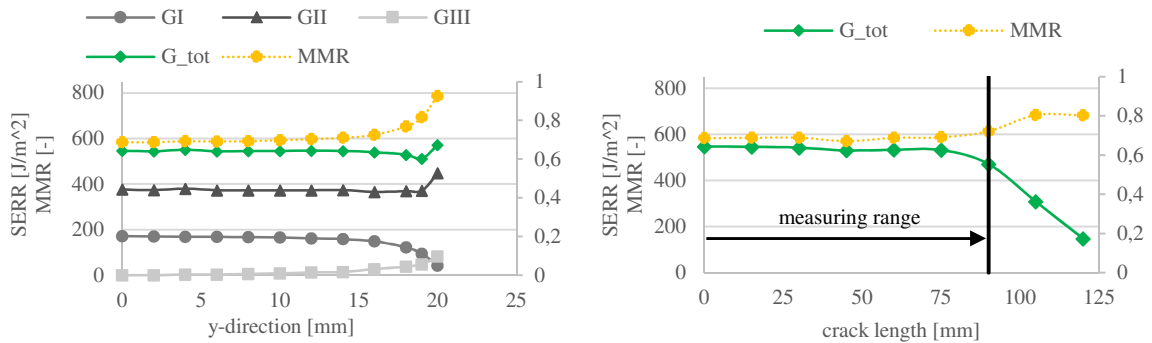 GI GII GIII
G_tot MMR
SERR [J/m^2]
MMR [-]
800
600
400
200
0
1
0,8
0,6
0,4
0,2
0
0 5 10 15 20 25
y-direction [mm]
G_tot MMR
SERR [J/m^2]
MMR [-]
800
600
400
200
0
measuring range
1
0,8
0,6
0,4
0,2
0
0 25 50 75 100 125
crack length [mm]